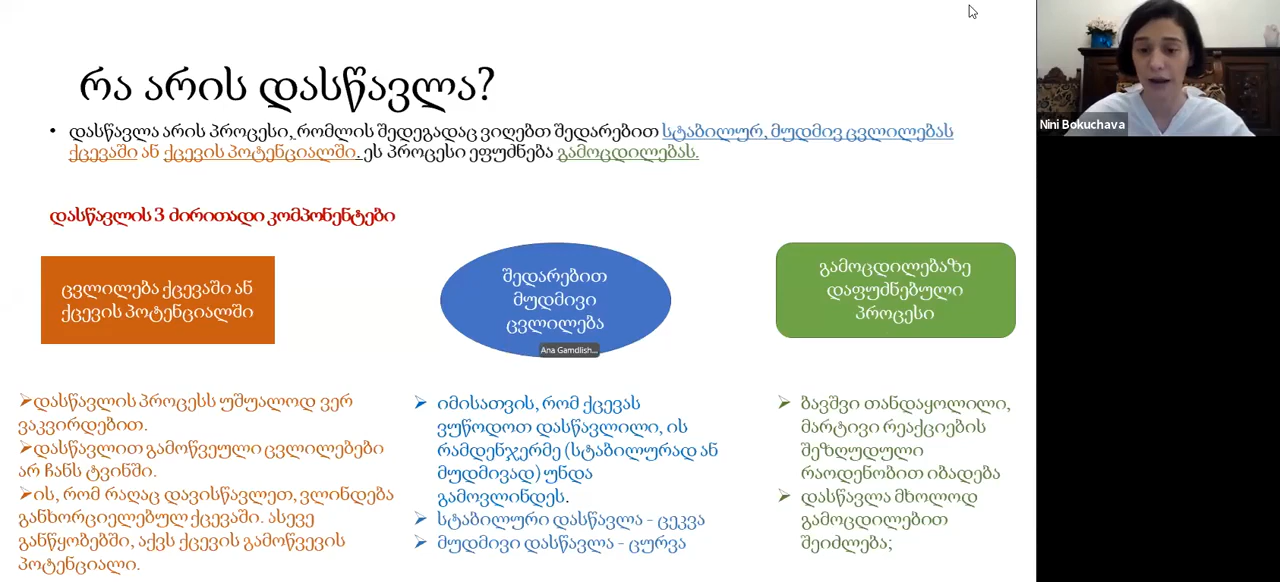 რა არის დასწავლა?
• დასწავლა არის პროცესი, რომლის შედეგადაც ვიღებთ შედარებით სტაბილურ, მუდმივ ცვლილებას
ქცევაში ან ქცევის პოტენციალში. ეს პროცესი ეფუძნება გამოცდილებას.
დასწავლის 3 ძირითადი კომპონენტები
ცვლილება ქცევაში ან
ქცევის პოტენციალში
შედარებით
მუდმივი
ცვლილება
გამოცდილებაზე
დაფუძნებული
პროცესი
➢დასწავლის პროცესს უშუალოდ ვერ
ვაკვირდებით.
➢დასწავლით გამოწვეული ცვლილებები
არ ჩანს ტვინში.
➢ის, რომ რაღაც დავისწავლეთ, ვლინდება
განხორციელებულ ქცევაში. ასევე
განწყობებში, აქვს ქცევის გამოწვევის
პოტენციალი.
➢ იმისათვის, რომ ქცევას
ვუწოდოთ დასწავლილი, ის
რამდენჯერმე (სტაბილურად ან
მუდმივად) უნდა
გამოვლინდეს.
➢ სტაბილური დასწავლა - ცეკვა
➢ მუდმივი დასწავლა - ცურვა
➢ ბავშვი თანდაყოლილი,
მარტივი რეაქციების
შეზღუდული
რაოდენობით იბადება
➢ დასწავლა მხოლოდ
გამოცდილებით
შეიძლება;
Ana Gamdlish...
Nini Bokuchava